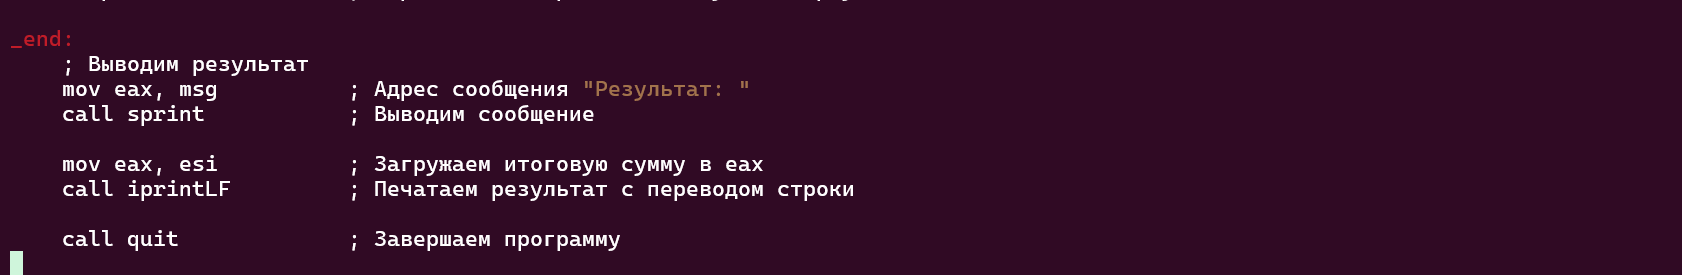 _end:
; Выводим результат
mov eax, msg ; Адрес сообщения "Результат: "
call sprint ; Выводим сообщение
mov eax, esi ; Загружаем итоговую сумму в eax
call iprintLF ; Печатаем результат с переводом строки
call quit ; Завершаем программу